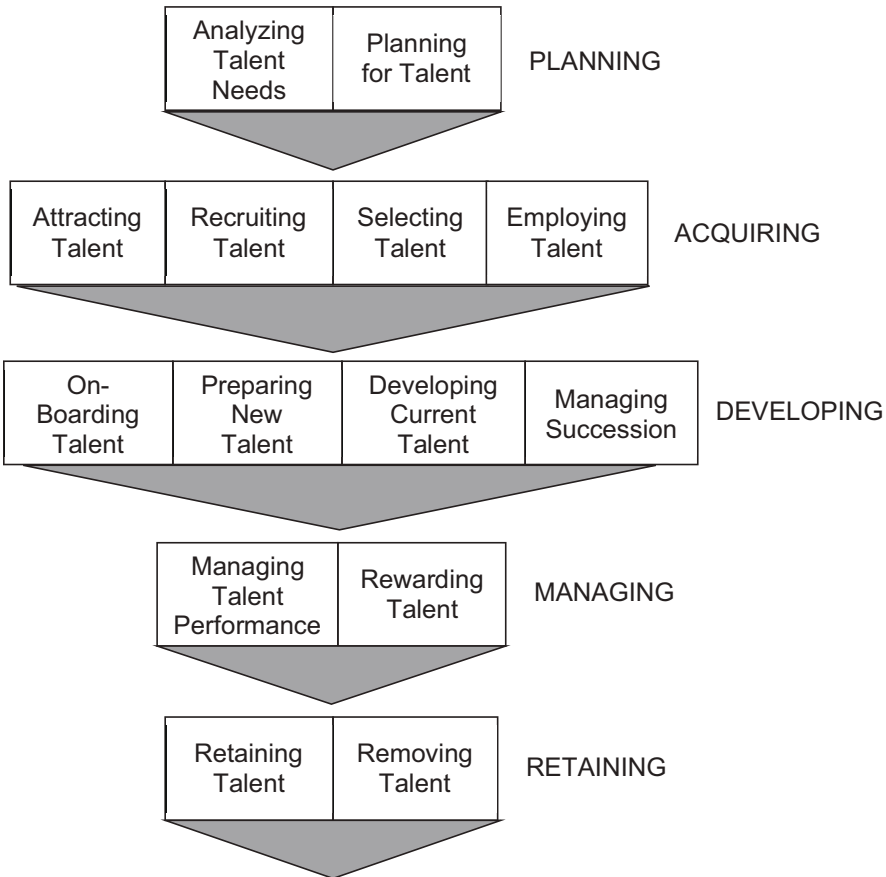 Analyzing
Talent
Needs
Planning
for Talent
PLANNING
Attracting
Talent
Recruiting
Talent
Selecting
Talent
Employing
Talent
ACQUIRING
On-
Boarding
Talent
Preparing
New
Talent
Developing
Current
Talent
Managing
Succession
DEVELOPING
Managing
Talent
Performance
Rewarding
Talent
MANAGING
Retaining
Talent
Removing
Talent
RETAINING